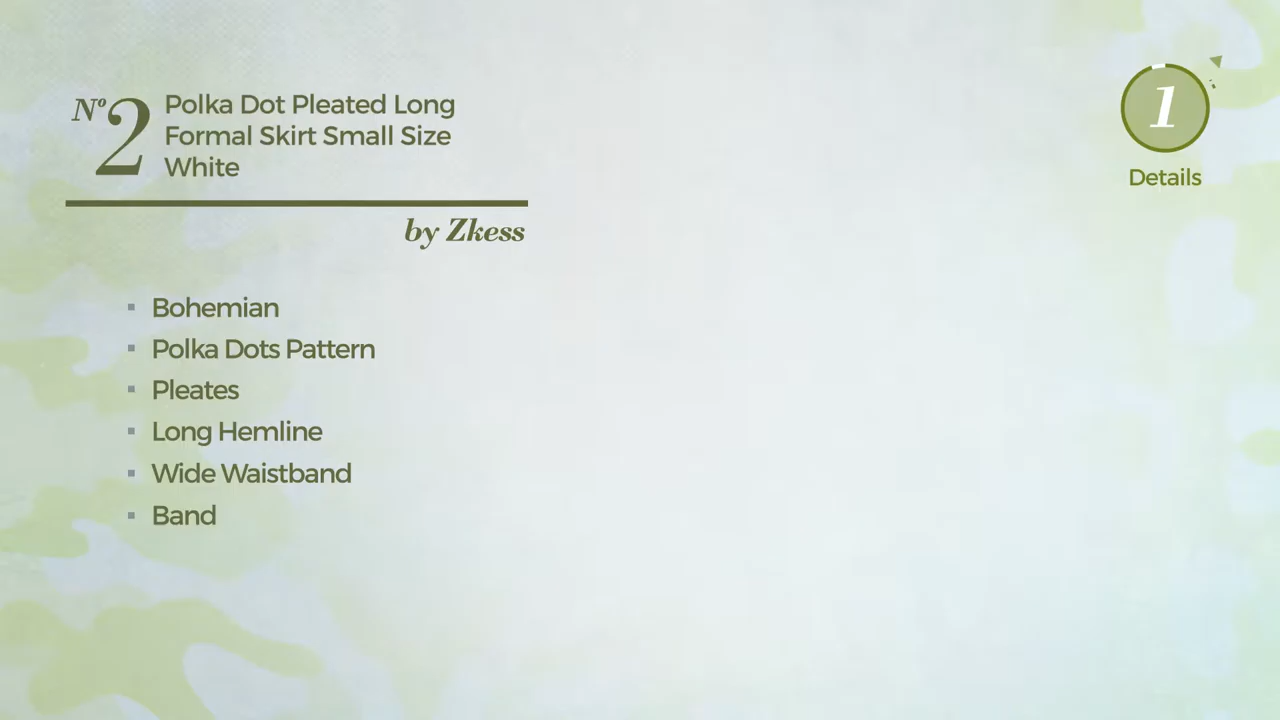 Nº2
Polka Dot Pleated Long
Formal Skirt Small Size
White
by Zkess
1
Details
Bohemian
Polka Dots Pattern
Pleates
Long Hemline
Wide Waistband
Band